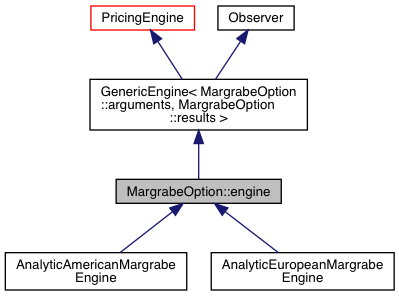 PricingEngine
Observer
GenericEngine< MargrabeOption
::arguments, MargrabeOption
::results >
MargrabeOption::engine
AnalyticAmericanMargrabe
Engine
AnalyticEuropeanMargrabe
Engine